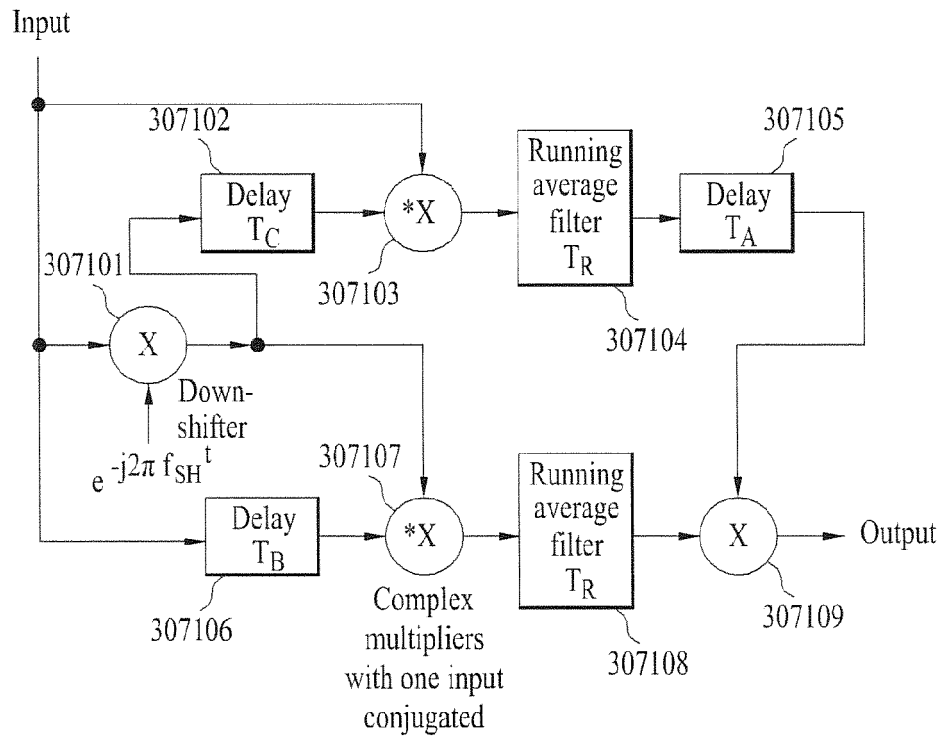 Input
307102
Delay
T_C
*X
307103
Running
average
filter
T_R
307104
307105
Delay
T_A
307101
X
Down-
shifter
e^-j2π f_SH t
307107
Delay
T_B
307106
*X
Complex
multipliers
with one input
conjugated
Running
average
filter
T_R
307108
X
307109
Output